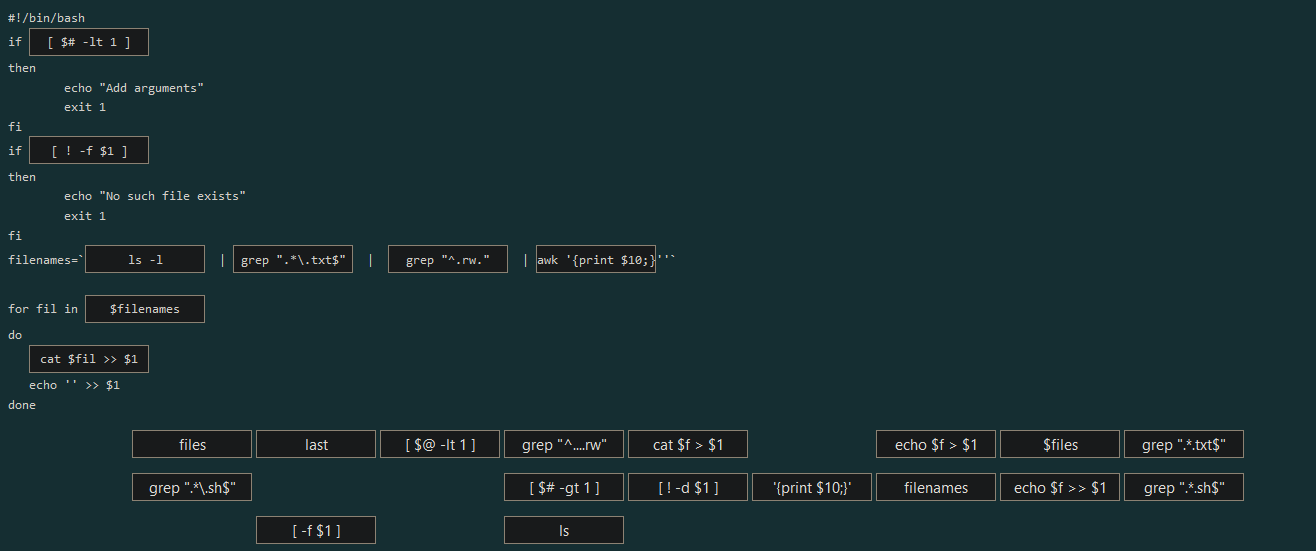 #!/bin/bash
if [ $# -lt 1 ]
then
echo "Add arguments"
exit 1
fi
if [ ! -f $1 ]
then
echo "No such file exists"
exit 1
fi
filenames=`ls -l | grep ".*\.txt$" | grep "^.rw." | awk '{print $10;}''`
for fil in $filenames
do
cat $fil >> $1
echo '' >> $1
done
files last [ $@ -lt 1 ] grep "^....rw" cat $f > $1 echo $f > $1 $files grep ".*.txt$"
grep ".*\.sh$" [ $# -gt 1 ] [ ! -d $1 ] '{print $10;}' filenames echo $f >> $1 grep ".*.sh$"
[ -f $1 ] ls